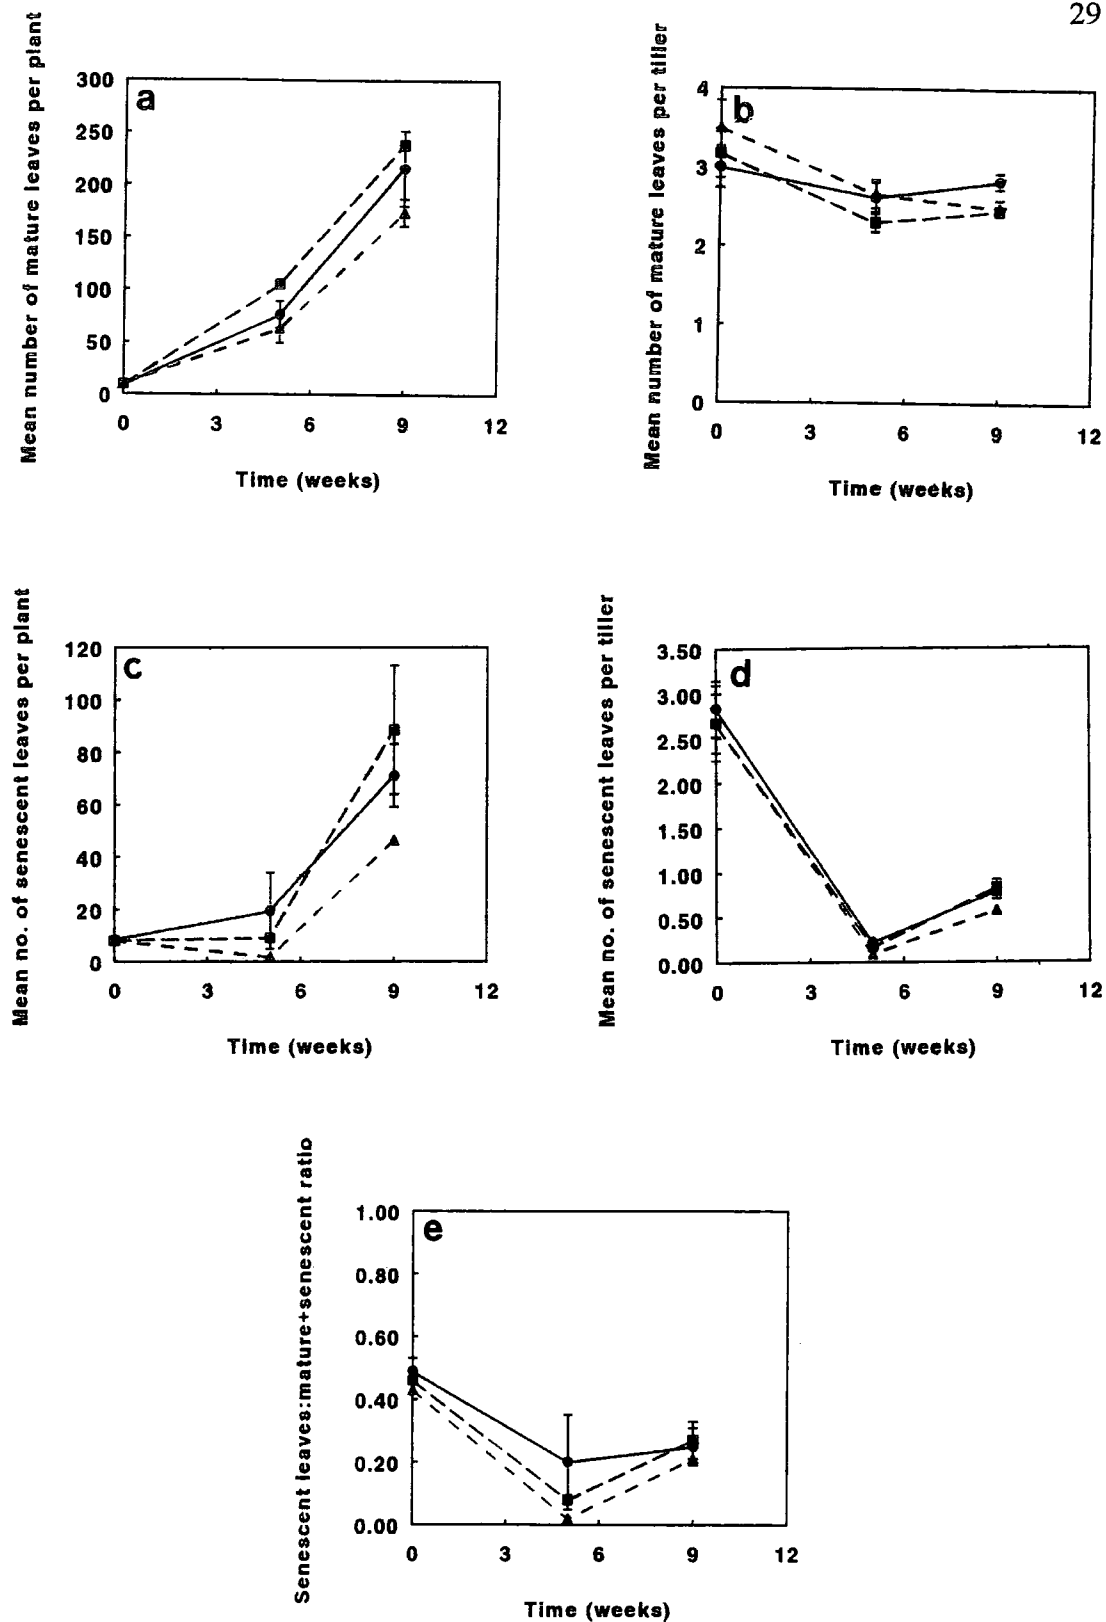 29
Mean number of mature leaves per plant
a
300
250
200
150
100
50
0
0 3 6 9 12
Time (weeks)
Mean number of mature leaves per tiller
b
4
3
2
1
0
0 3 6 9 12
Time (weeks)
Mean no. of senescent leaves per plant
c
120
100
80
60
40
20
0
0 3 6 9 12
Time (weeks)
Mean no. of senescent leaves per tiller
d
3.50
3.00
2.50
2.00
1.50
1.00
0.50
0.00
0 3 6 9 12
Time (weeks)
Senescent leaves:mature+senescent ratio
e
1.00
0.80
0.60
0.40
0.20
0.00
0 3 6 9 12
Time (weeks)